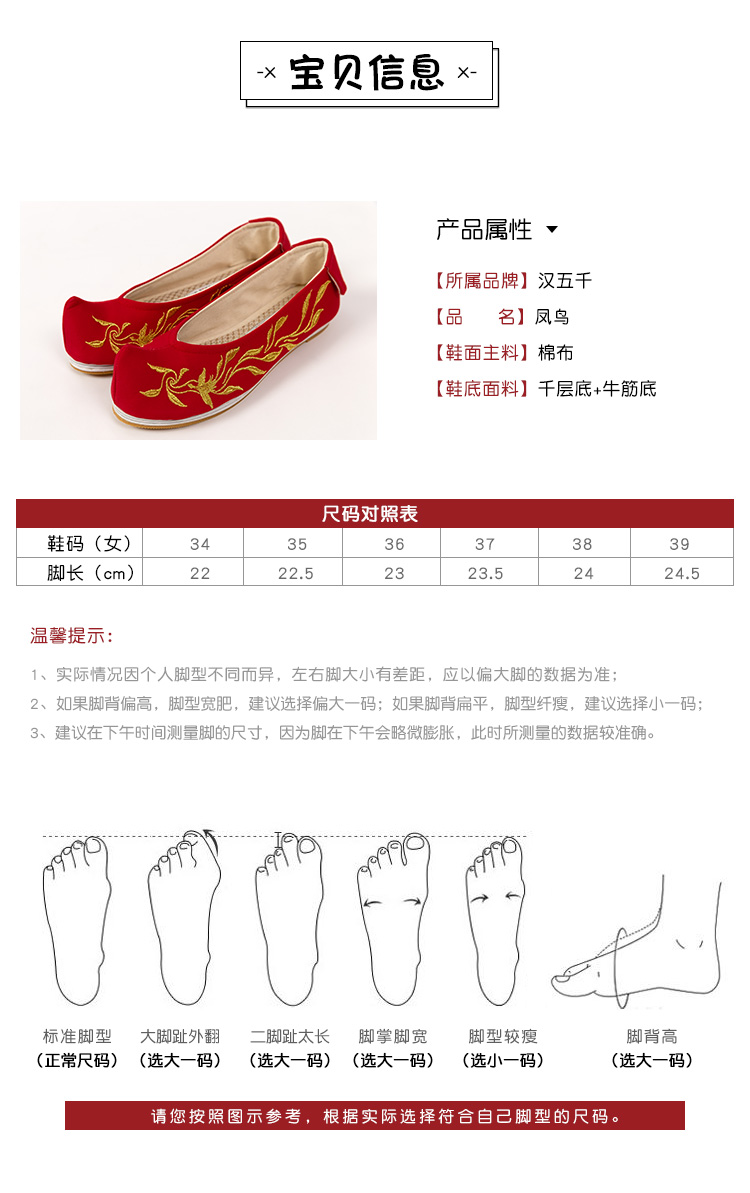 -× 宝贝信息 ×-
产品属性
【所属品牌】汉五千
【品 名】凤鸟
【鞋面主料】棉布
【鞋底面料】千层底+牛筋底
尺码对照表
鞋码（女） 34 35 36 37 38 39
脚长（cm） 22 22.5 23 23.5 24 24.5
温馨提示：
1、实际情况因个人脚型不同而异，左右脚大小有差距，应以偏大脚的数据为准；
2、如果脚背偏高，脚型宽肥，建议选择偏大一码；如果脚背扁平，脚型纤瘦，建议选择小一码；
3、建议在下午时间测量脚的尺寸，因为脚在下午会略微膨胀，此时所测量的数据较准确。
标准脚型 大脚趾外翻 二脚趾太长 脚掌脚宽 脚型较瘦 脚背高
（正常尺码） （选大一码） （选大一码） （选大一码） （选小一码） （选大一码）
请您按照图示参考，根据实际选择符合自己脚型的尺码。